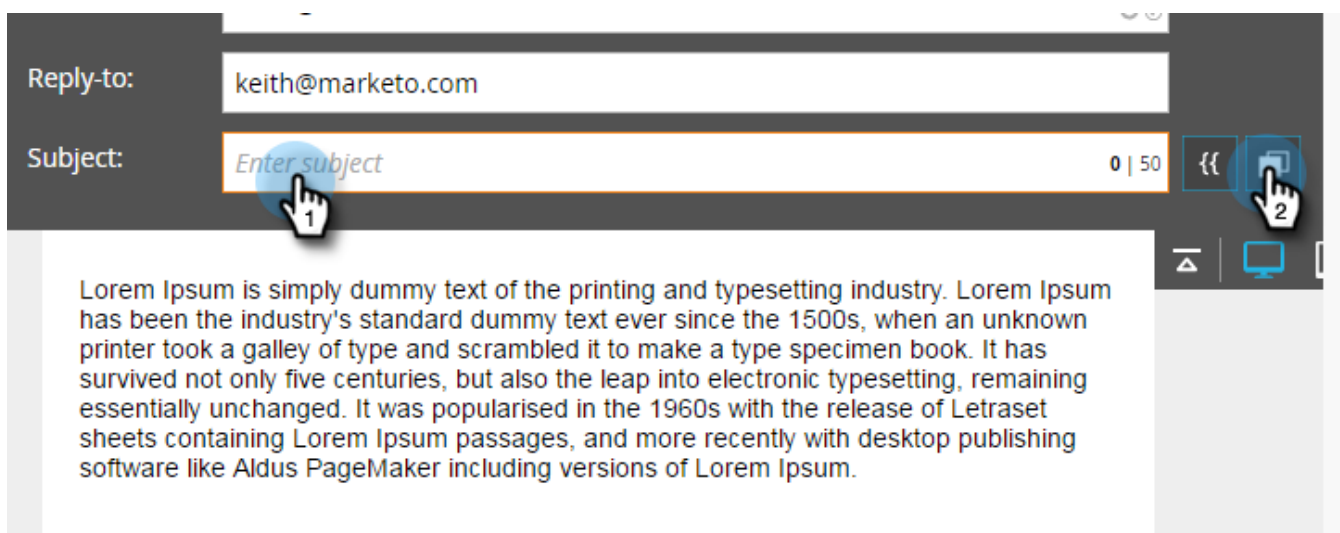 Reply-to:
keith@marketo.com
Subject:
Enter subject
0 | 50
{{
1
2
Lorem Ipsum is simply dummy text of the printing and typesetting industry. Lorem Ipsum
has been the industry's standard dummy text ever since the 1500s, when an unknown
printer took a galley of type and scrambled it to make a type specimen book. It has
survived not only five centuries, but also the leap into electronic typesetting, remaining
essentially unchanged. It was popularised in the 1960s with the release of Letraset
sheets containing Lorem Ipsum passages, and more recently with desktop publishing
software like Aldus PageMaker including versions of Lorem Ipsum.